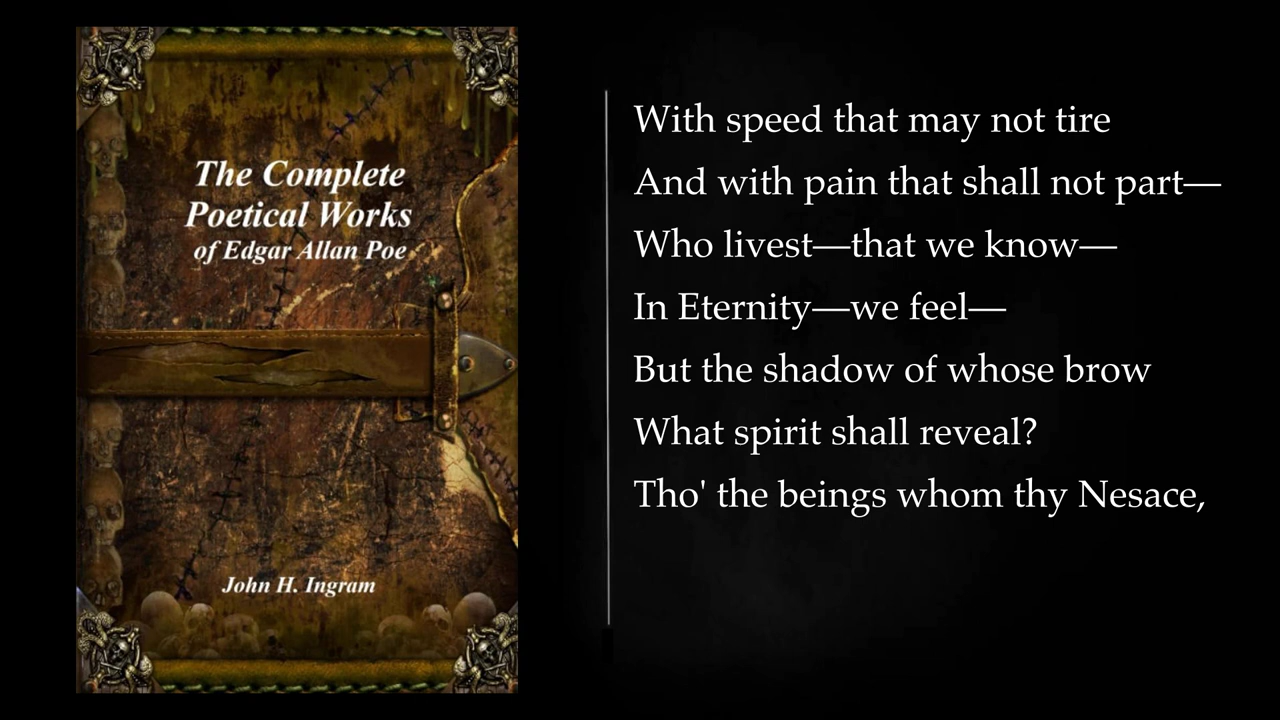 The Complete
Poetical Works
of Edgar Allan Poe
John H. Ingram
With speed that may not tire
And with pain that shall not part—
Who livest—that we know—
In Eternity—we feel—
But the shadow of whose brow
What spirit shall reveal?
Tho' the beings whom thy Nesace,